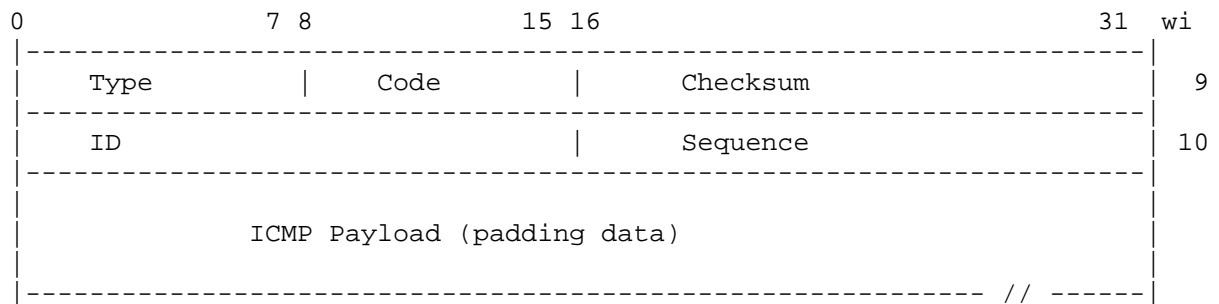 0 7 8 15 16 31 wi
|----------------------------------------------------------------------|
| Type | Code | Checksum | 9
|----------------------------------------------------------------------|
| ID | Sequence | 10
|----------------------------------------------------------------------|
| |
| ICMP Payload (padding data) |
| |
|------------------------------------------------------------ // ------|